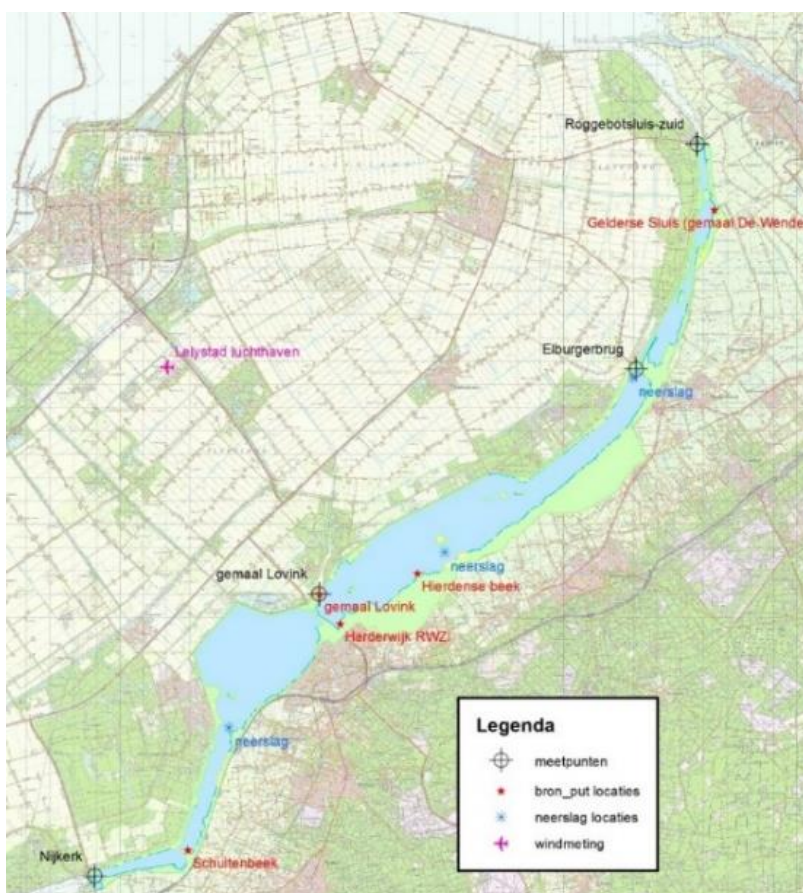 Roggebotsluis-zuid
Gelderse Sluis (gemaal De Wende
Lelystad luchthaven
Elburgerbrug
neerslag
neerslag
gemaal Lovink
Hierdense beek
gemaal Lovink
Harderwijk RWZI
neerslag
Nijkerk
Schuitenbeek
Legenda
meetpunten
bron_put locaties
neerslag locaties
windmeting